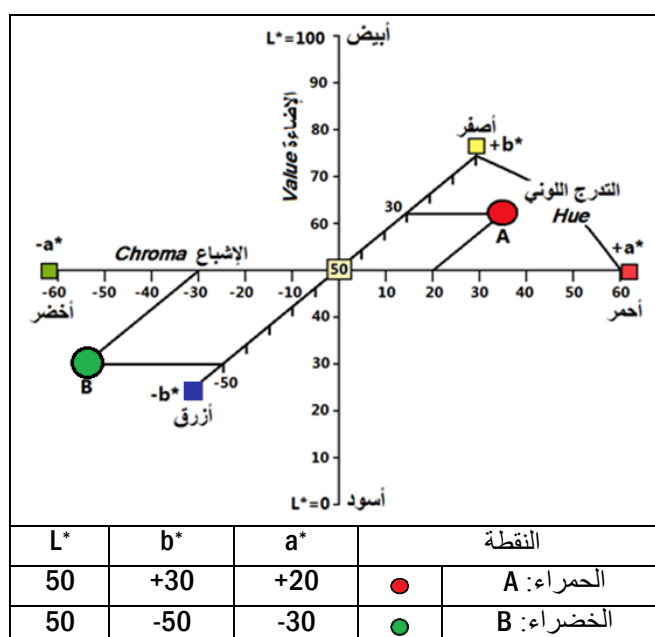 أبيض
L*=100
90
80
أصفر
+b*
الإضاءة Value
70
التدرج اللوني
Hue
30
60
A
-a*
الإشباع Chroma
+a*
50
-60 -50 -40 -30 -20 -10 10 20 30 40 50 60
أخضر
أحمر
40
B
30
-50
-b*
أزرق
20
10
L*=0 أسود
النقطة a* b* L*
الحمراء: A +20 +30 50
الخضراء: B -30 -50 50